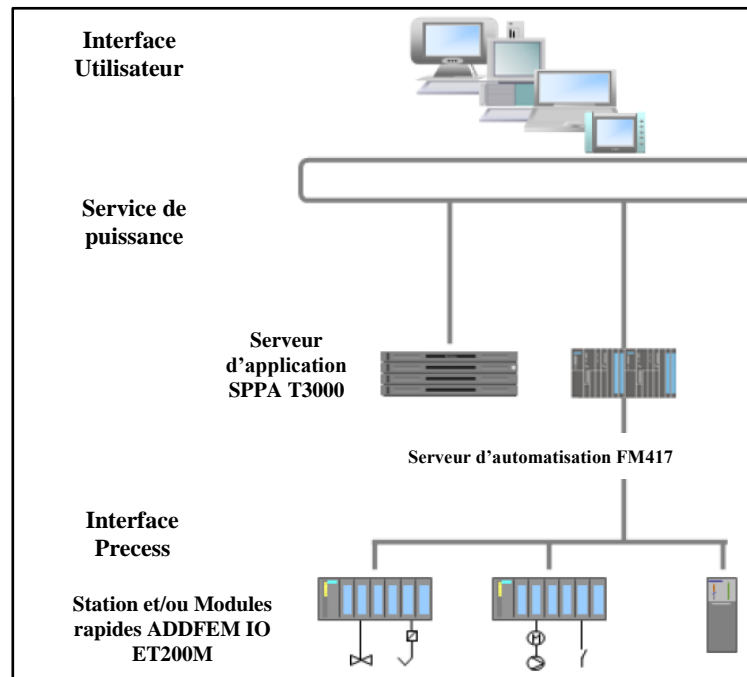 Interface
Utilisateur
Service de
puissance
Serveur
d’application
SPPA T3000
Serveur d’automatisation FM417
Interface
Precess
Station et/ou Modules
rapides ADDFEM IO
ET200M
M